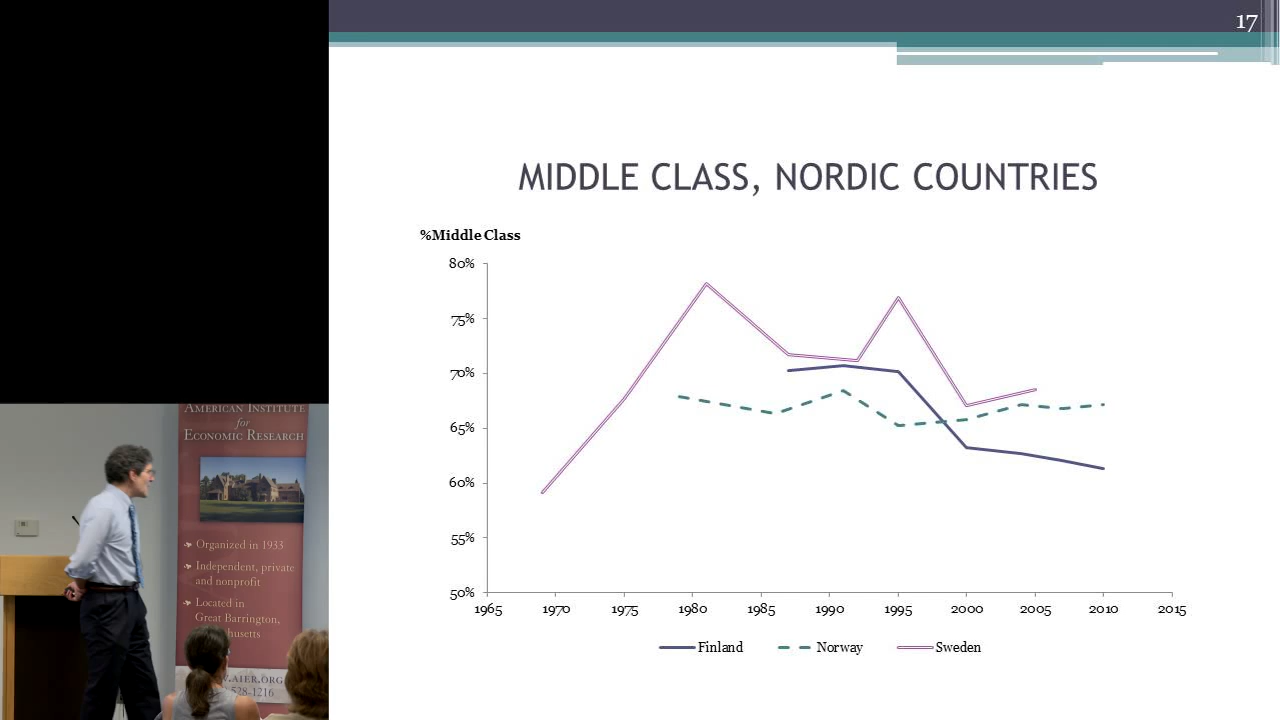 17
MIDDLE CLASS, NORDIC COUNTRIES
%Middle Class
80%
75%
70%
65%
60%
55%
50%
1965 1970 1975 1980 1985 1990 1995 2000 2005 2010 2015
Finland Norway Sweden
AMERICAN INSTITUTE
for
ECONOMIC RESEARCH
Organized in 1933
Independent, private
and nonprofit
Located in
Great Barrington,
.AIER.ORG
528-1216